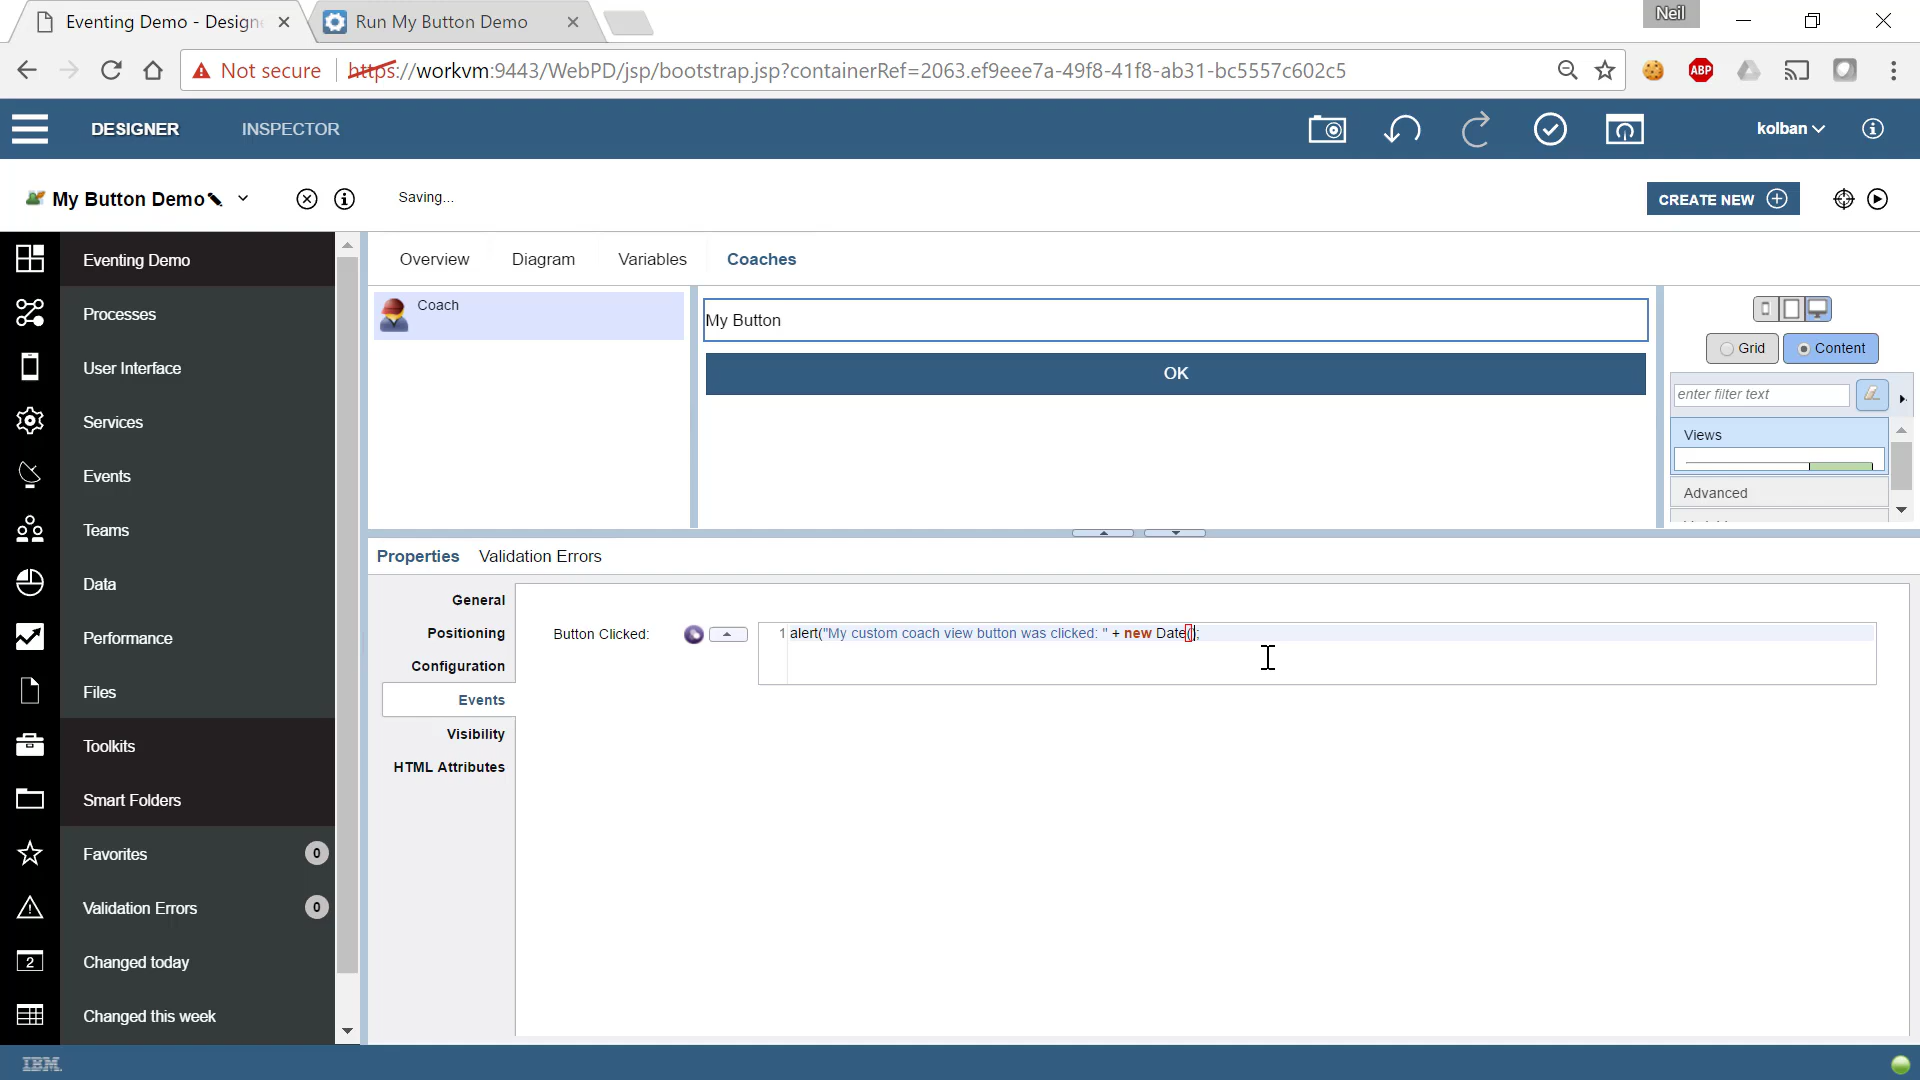 Eventing Demo - Design
Run My Button Demo
Neil
Not secure
https://workvm:9443/WebPD/jsp/bootstrap.jsp?containerRef=2063.ef9eee7a-49f8-41f8-ab31-bc5557c602c5
ABP
DESIGNER
INSPECTOR
kolban
My Button Demo
Saving...
CREATE NEW
Eventing Demo
Processes
User Interface
Services
Events
Teams
Data
Performance
Files
Toolkits
Smart Folders
Favorites
0
Validation Errors
0
2
Changed today
Changed this week
Overview
Diagram
Variables
Coaches
Coach
My Button
OK
Grid
Content
enter filter text
Views
Advanced
Properties
Validation Errors
General
Positioning
Configuration
Events
Visibility
HTML Attributes
Button Clicked:
1
alert("My custom coach view button was clicked: " + new Date();
IBM